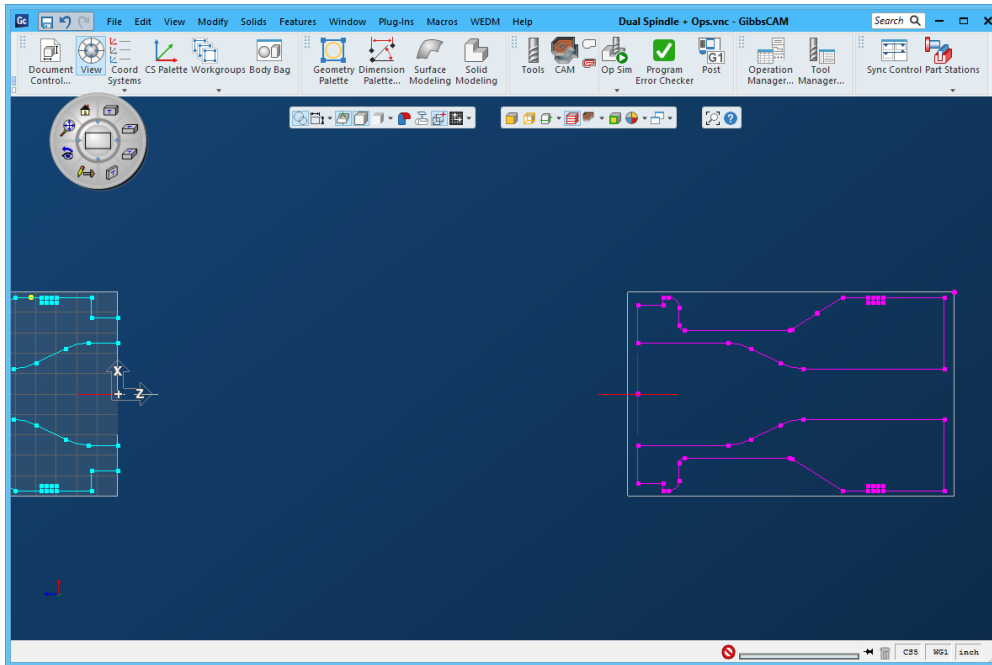 Gc File Edit View Modify Solids Features Window Plug-Ins Macros WEDM Help Dual Spindle + Ops.vnc - GibbsCAM Search
Document Control... View Coord Systems CS Palette Workgroups Body Bag Geometry Palette Dimension Palette... Surface Modeling Solid Modeling Tools CAM Op Sim Program Error Checker G1 Post Operation Manager... Tool Manager... Sync Control Part Stations
X
Z
CS5 WG1 inch